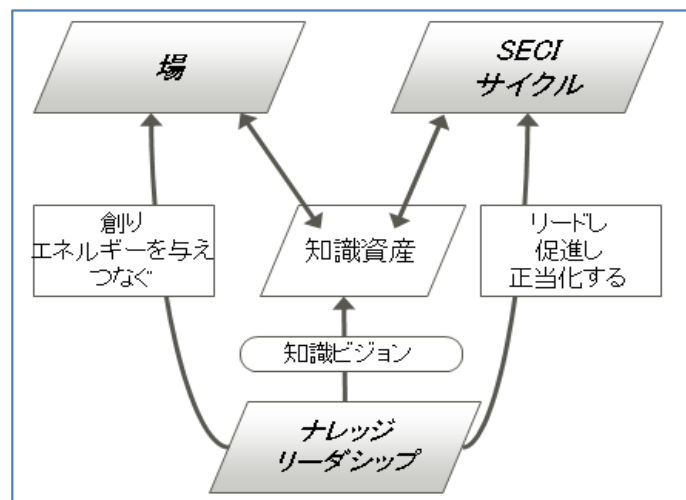 場
SECI
サイクル
創り
エネルギーを与え
つなぐ
知識資産
リードし
促進し
正当化する
知識ビジョン
ナレッジ
リーダシップ